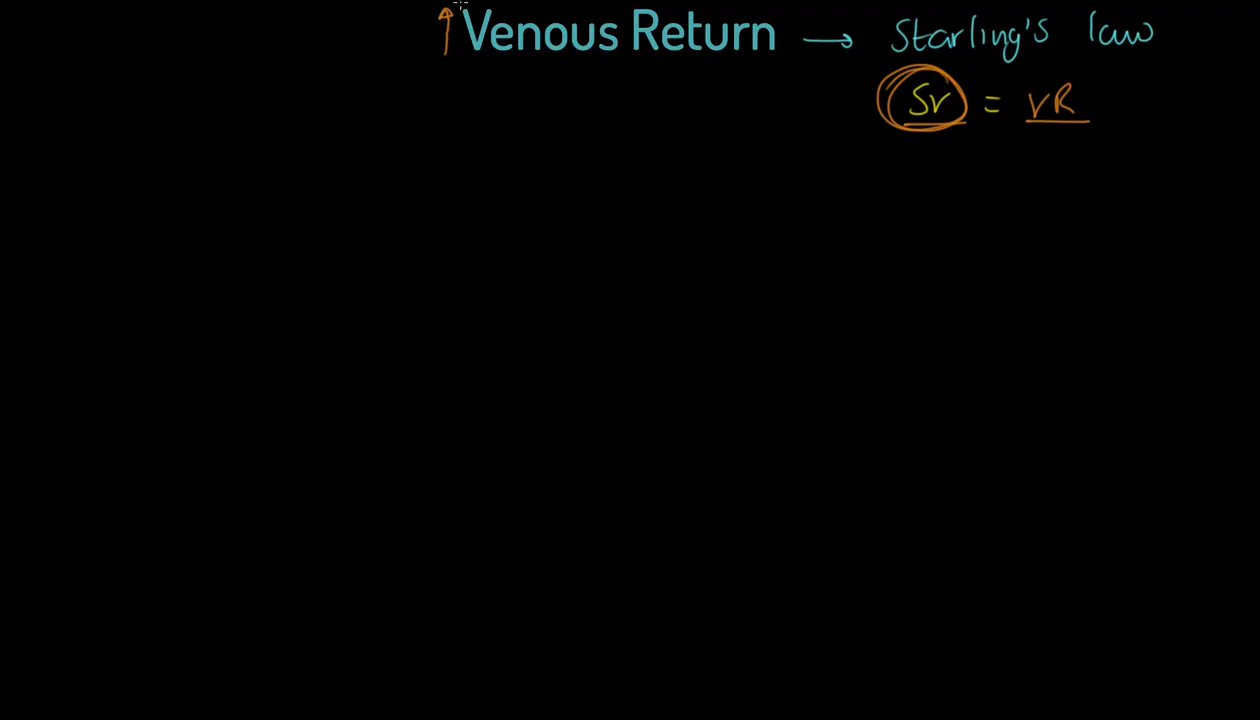 ↑ Venous Return → Starling's law
SV = VR